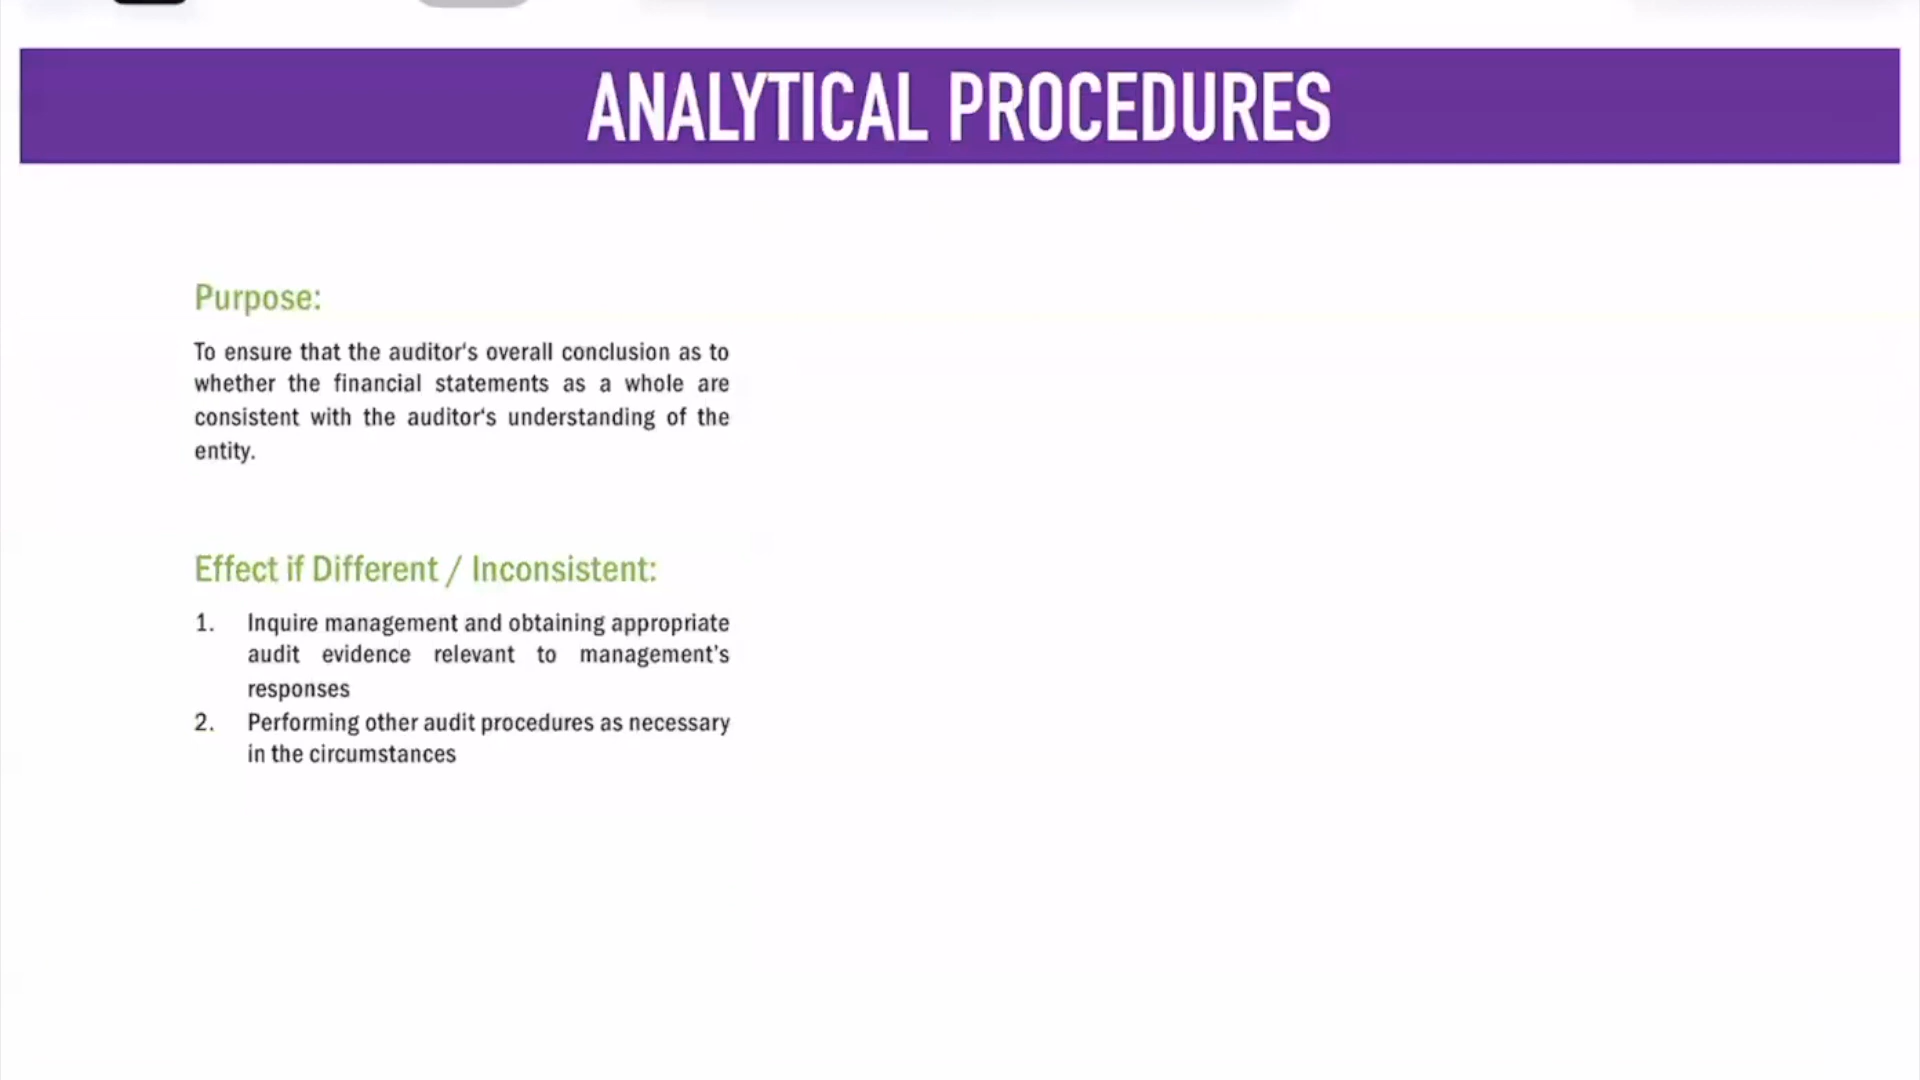 ANALYTICAL PROCEDURES
Purpose:
To ensure that the auditor‘s overall conclusion as to
whether the financial statements as a whole are
consistent with the auditor‘s understanding of the
entity.
Effect if Different / Inconsistent:
1. Inquire management and obtaining appropriate
audit evidence relevant to management’s
responses
2. Performing other audit procedures as necessary
in the circumstances